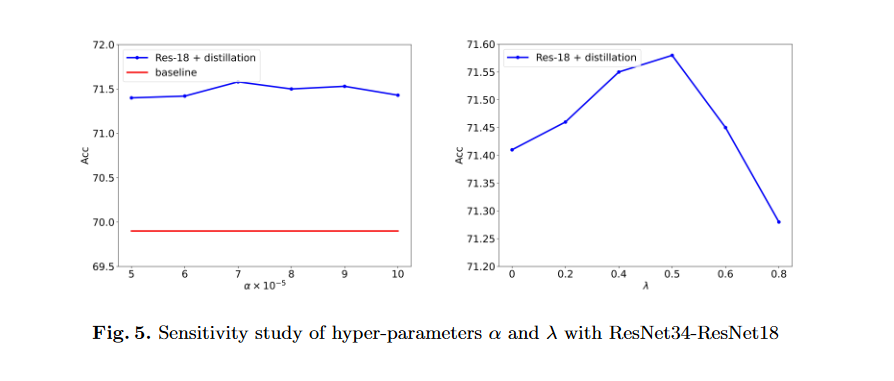 72.0
71.5
71.0
70.5
70.0
69.5
Acc
Res-18 + distillation
baseline
5 6 7 8 9 10
α × 10⁻⁵
71.60
71.55
71.50
71.45
71.40
71.35
71.30
71.25
71.20
Acc
Res-18 + distillation
0 0.2 0.4 0.5 0.6 0.8
λ
Fig. 5. Sensitivity study of hyper-parameters α and λ with ResNet34-ResNet18